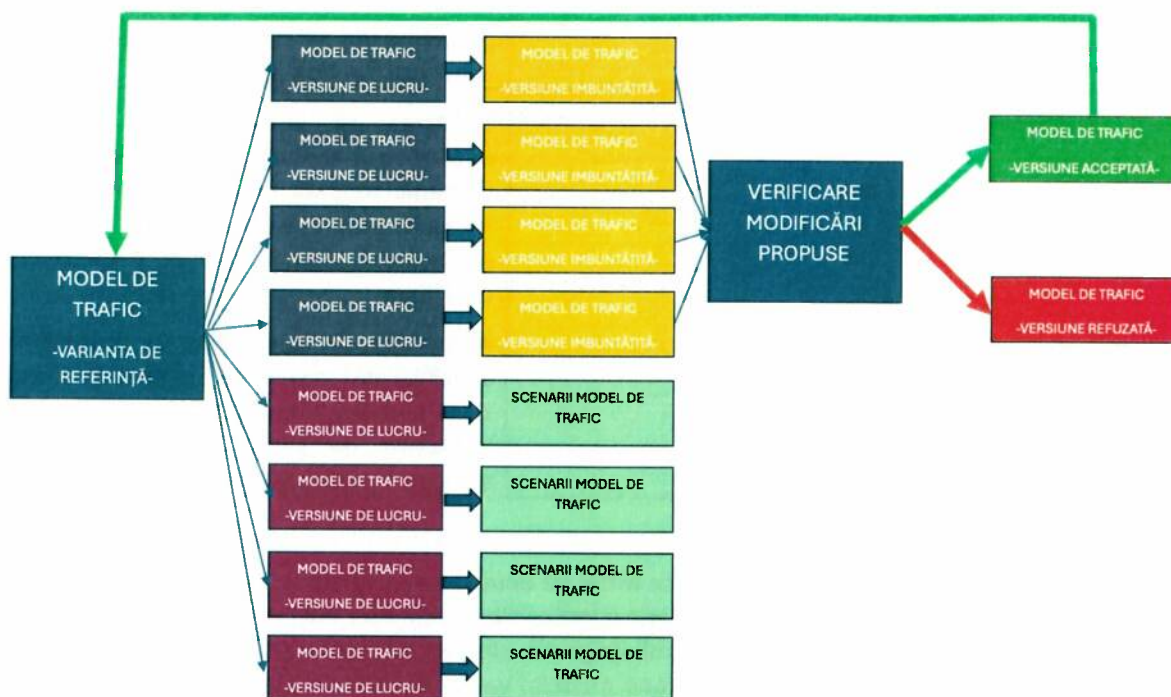 MODEL DE TRAFIC
-VERSIUNE DE LUCRU-
MODEL DE TRAFIC
-VERSIUNE IMBUNTĂȚITĂ-
MODEL DE TRAFIC
-VERSIUNE DE LUCRU-
MODEL DE TRAFIC
-VERSIUNE IMBUNTĂȚITĂ-
MODEL DE TRAFIC
-VERSIUNE DE LUCRU-
MODEL DE TRAFIC
-VERSIUNE IMBUNTĂȚITĂ-
MODEL DE TRAFIC
-VERSIUNE DE LUCRU-
MODEL DE TRAFIC
-VERSIUNE IMBUNTĂȚITĂ-
MODEL DE
TRAFIC
-VARIANTA DE
REFERINȚĂ-
VERIFICARE
MODIFICĂRI
PROPUSE
MODEL DE TRAFIC
-VERSIUNE ACCEPTATĂ-
MODEL DE TRAFIC
-VERSIUNE REFUZATĂ-
MODEL DE TRAFIC
-VERSIUNE DE LUCRU-
SCENARII MODEL DE
TRAFIC
MODEL DE TRAFIC
-VERSIUNE DE LUCRU-
SCENARII MODEL DE
TRAFIC
MODEL DE TRAFIC
-VERSIUNE DE LUCRU-
SCENARII MODEL DE
TRAFIC
MODEL DE TRAFIC
-VERSIUNE DE LUCRU-
SCENARII MODEL DE
TRAFIC